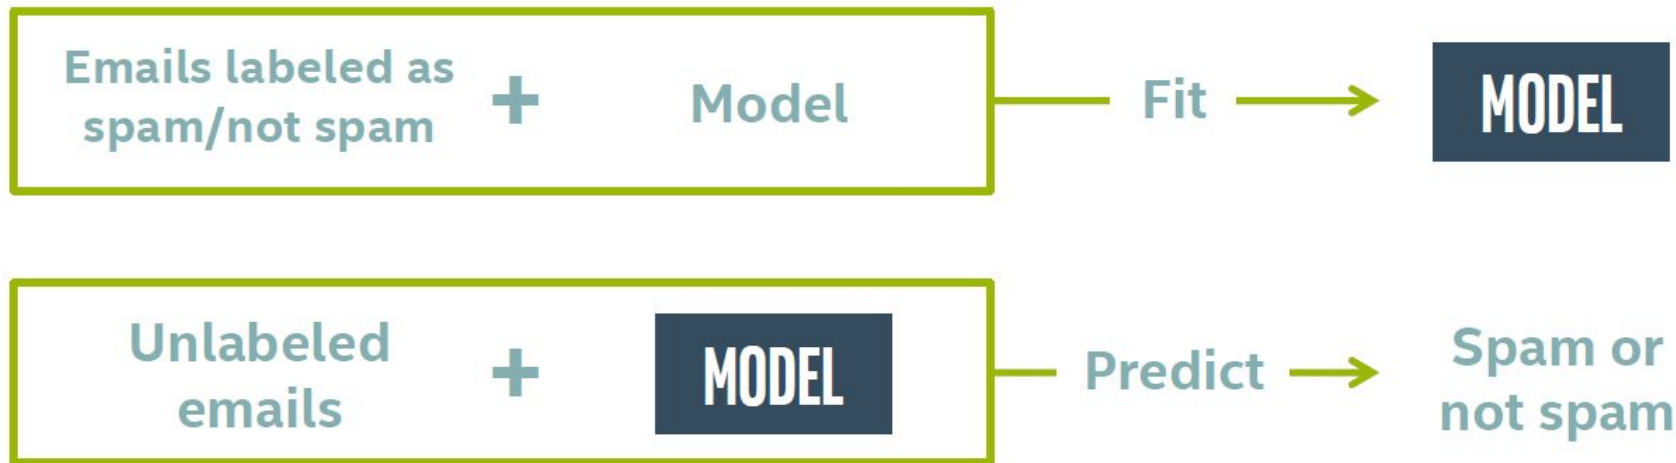 Emails labeled as
spam/not spam
+
Model
Fit
MODEL
Unlabeled
emails
+
MODEL
Predict
Spam or
not spam